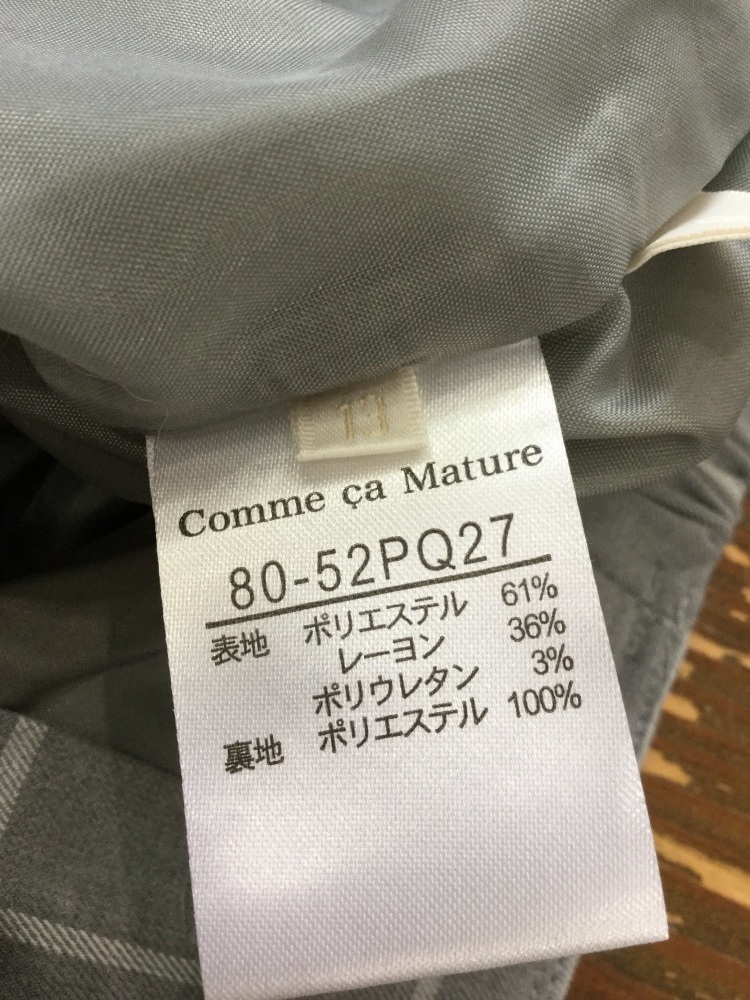 11
Comme ça Mature
80-52PQ27
表地 ポリエステル 61%
レーヨン 36%
ポリウレタン 3%
裏地 ポリエステル 100%